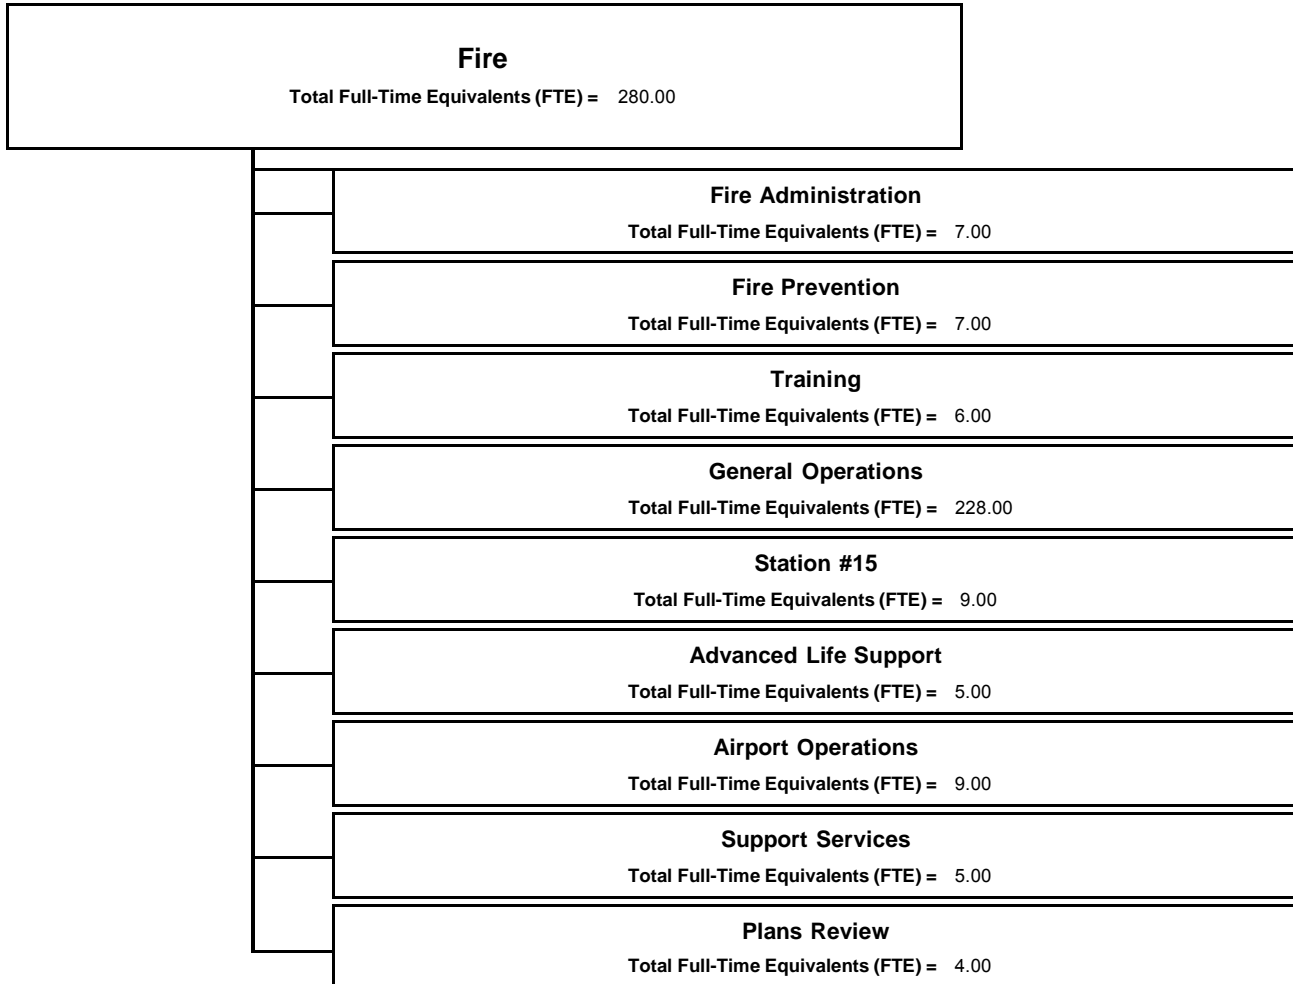 Fire
Total Full-Time Equivalents (FTE) = 280.00
Fire Administration
Total Full-Time Equivalents (FTE) = 7.00
Fire Prevention
Total Full-Time Equivalents (FTE) = 7.00
Training
Total Full-Time Equivalents (FTE) = 6.00
General Operations
Total Full-Time Equivalents (FTE) = 228.00
Station #15
Total Full-Time Equivalents (FTE) = 9.00
Advanced Life Support
Total Full-Time Equivalents (FTE) = 5.00
Airport Operations
Total Full-Time Equivalents (FTE) = 9.00
Support Services
Total Full-Time Equivalents (FTE) = 5.00
Plans Review
Total Full-Time Equivalents (FTE) = 4.00